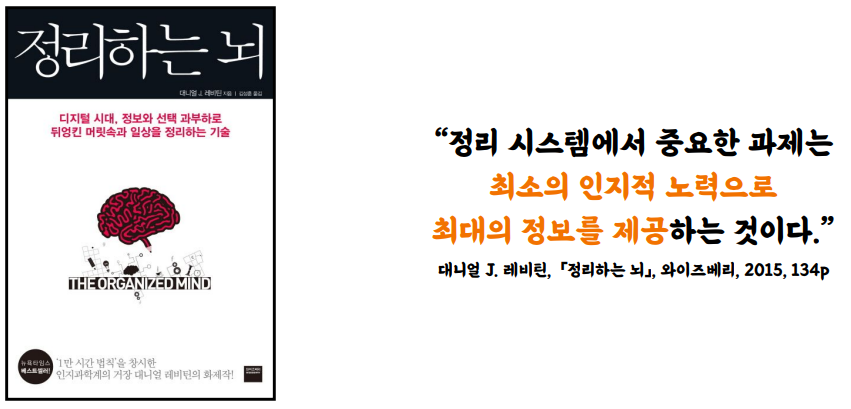 정리하는 뇌
대니얼 J. 레비틴 지음 | 김성훈 옮김
디지털 시대, 정보와 선택 과부하로
뒤엉킨 머릿속과 일상을 정리하는 기술
THE ORGANIZED MIND
뉴욕타임스
베스트셀러!
‘1만 시간 법칙’을 창시한
인지과학계의 거장 대니얼 레비틴의 화제작!
“정리 시스템에서 중요한 과제는
최소의 인지적 노력으로
최대의 정보를 제공하는 것이다.”
대니얼 J. 레비틴, 「정리하는 뇌」, 와이즈베리, 2015, 134p